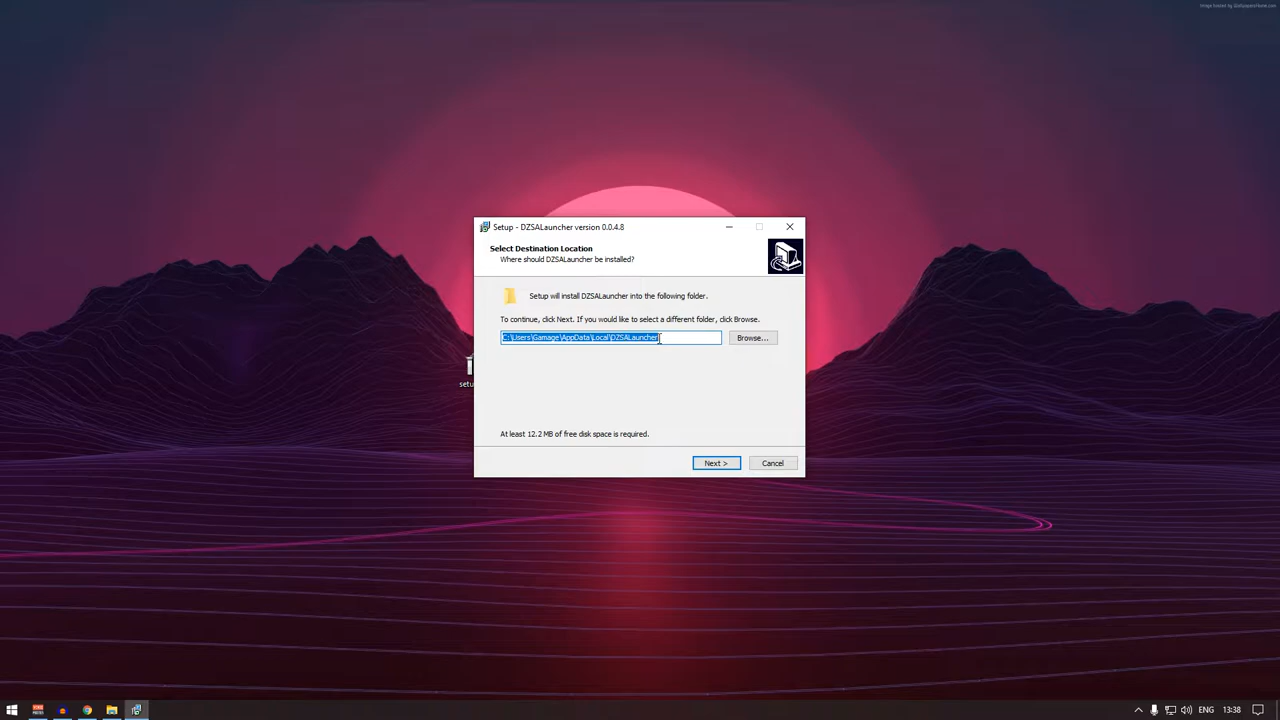 Setup - DZSALauncher version 0.0.4.8
Select Destination Location
Where should DZSALauncher be installed?
Setup will install DZSALauncher into the following folder.
To continue, click Next. If you would like to select a different folder, click Browse.
C:\Users\Gamage\AppData\Local\DZSALauncher
Browse...
setu
At least 12.2 MB of free disk space is required.
Next >
Cancel
ENG
13:38